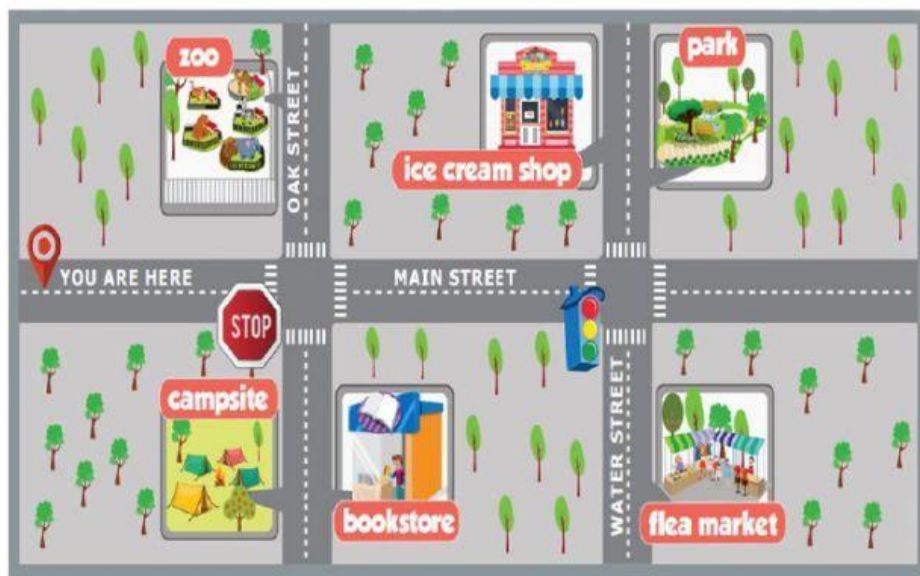 zoo
OAK STREET
ice cream shop
park
YOU ARE HERE
MAIN STREET
STOP
campsite
bookstore
WATER STREET
flea market